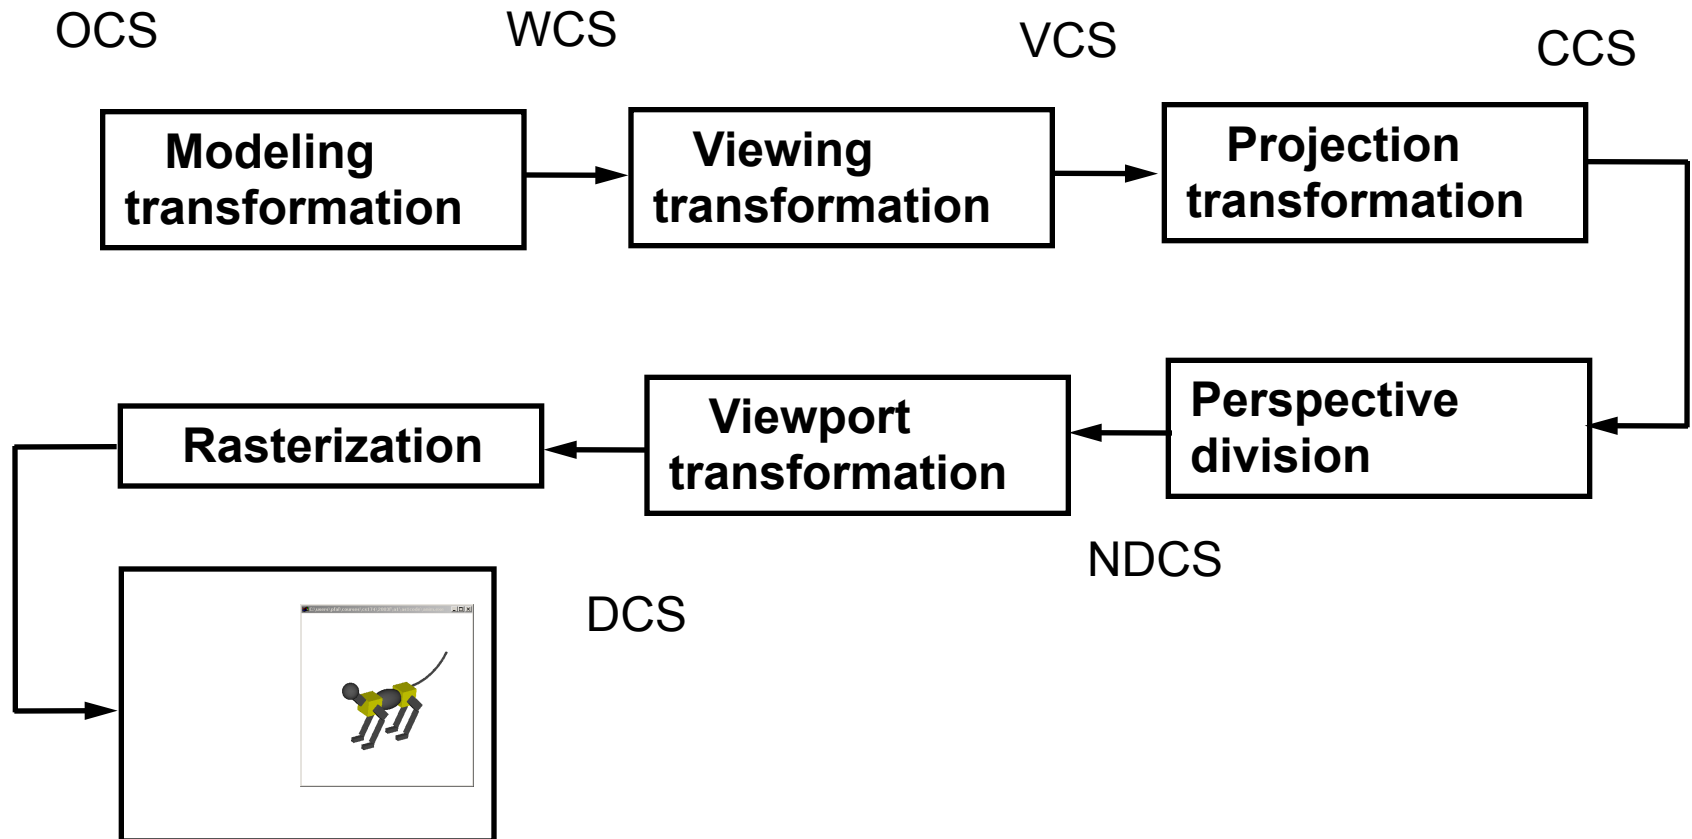 OCS
WCS
VCS
CCS
Modeling
transformation
Viewing
transformation
Projection
transformation
Perspective
division
Viewport
transformation
Rasterization
NDCS
DCS